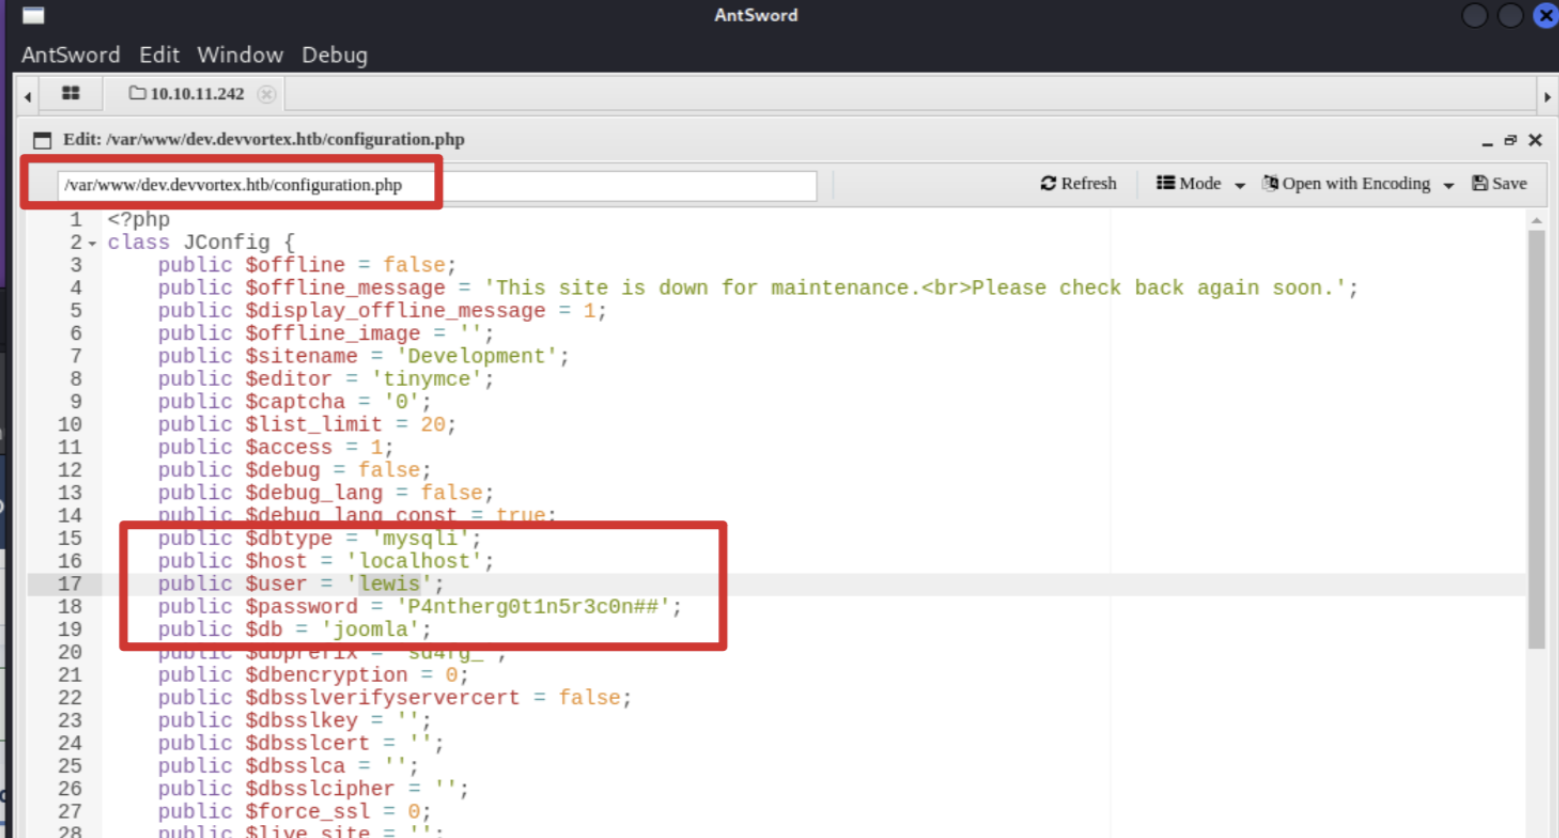 AntSword
AntSword Edit Window Debug
10.10.11.242
Edit: /var/www/dev.devvortex.htb/configuration.php
/var/www/dev.devvortex.htb/configuration.php Refresh Mode Open with Encoding Save
1 <?php
2 class JConfig {
3 public $offline = false;
4 public $offline_message = 'This site is down for maintenance.<br>Please check back again soon.';
5 public $display_offline_message = 1;
6 public $offline_image = '';
7 public $sitename = 'Development';
8 public $editor = 'tinymce';
9 public $captcha = '0';
10 public $list_limit = 20;
11 public $access = 1;
12 public $debug = false;
13 public $debug_lang = false;
14 public $debug_lang_const = true;
15 public $dbtype = 'mysqli';
16 public $host = 'localhost';
17 public $user = 'lewis';
18 public $password = 'P4ntherg0t1n5r3c0n##';
19 public $db = 'joomla';
20 public $dbprefix = 'sd4fg_';
21 public $dbencryption = 0;
22 public $dbsslverifyservercert = false;
23 public $dbsslkey = '';
24 public $dbsslcert = '';
25 public $dbsslca = '';
26 public $dbsslcipher = '';
27 public $force_ssl = 0;
28 public $live_site = '';